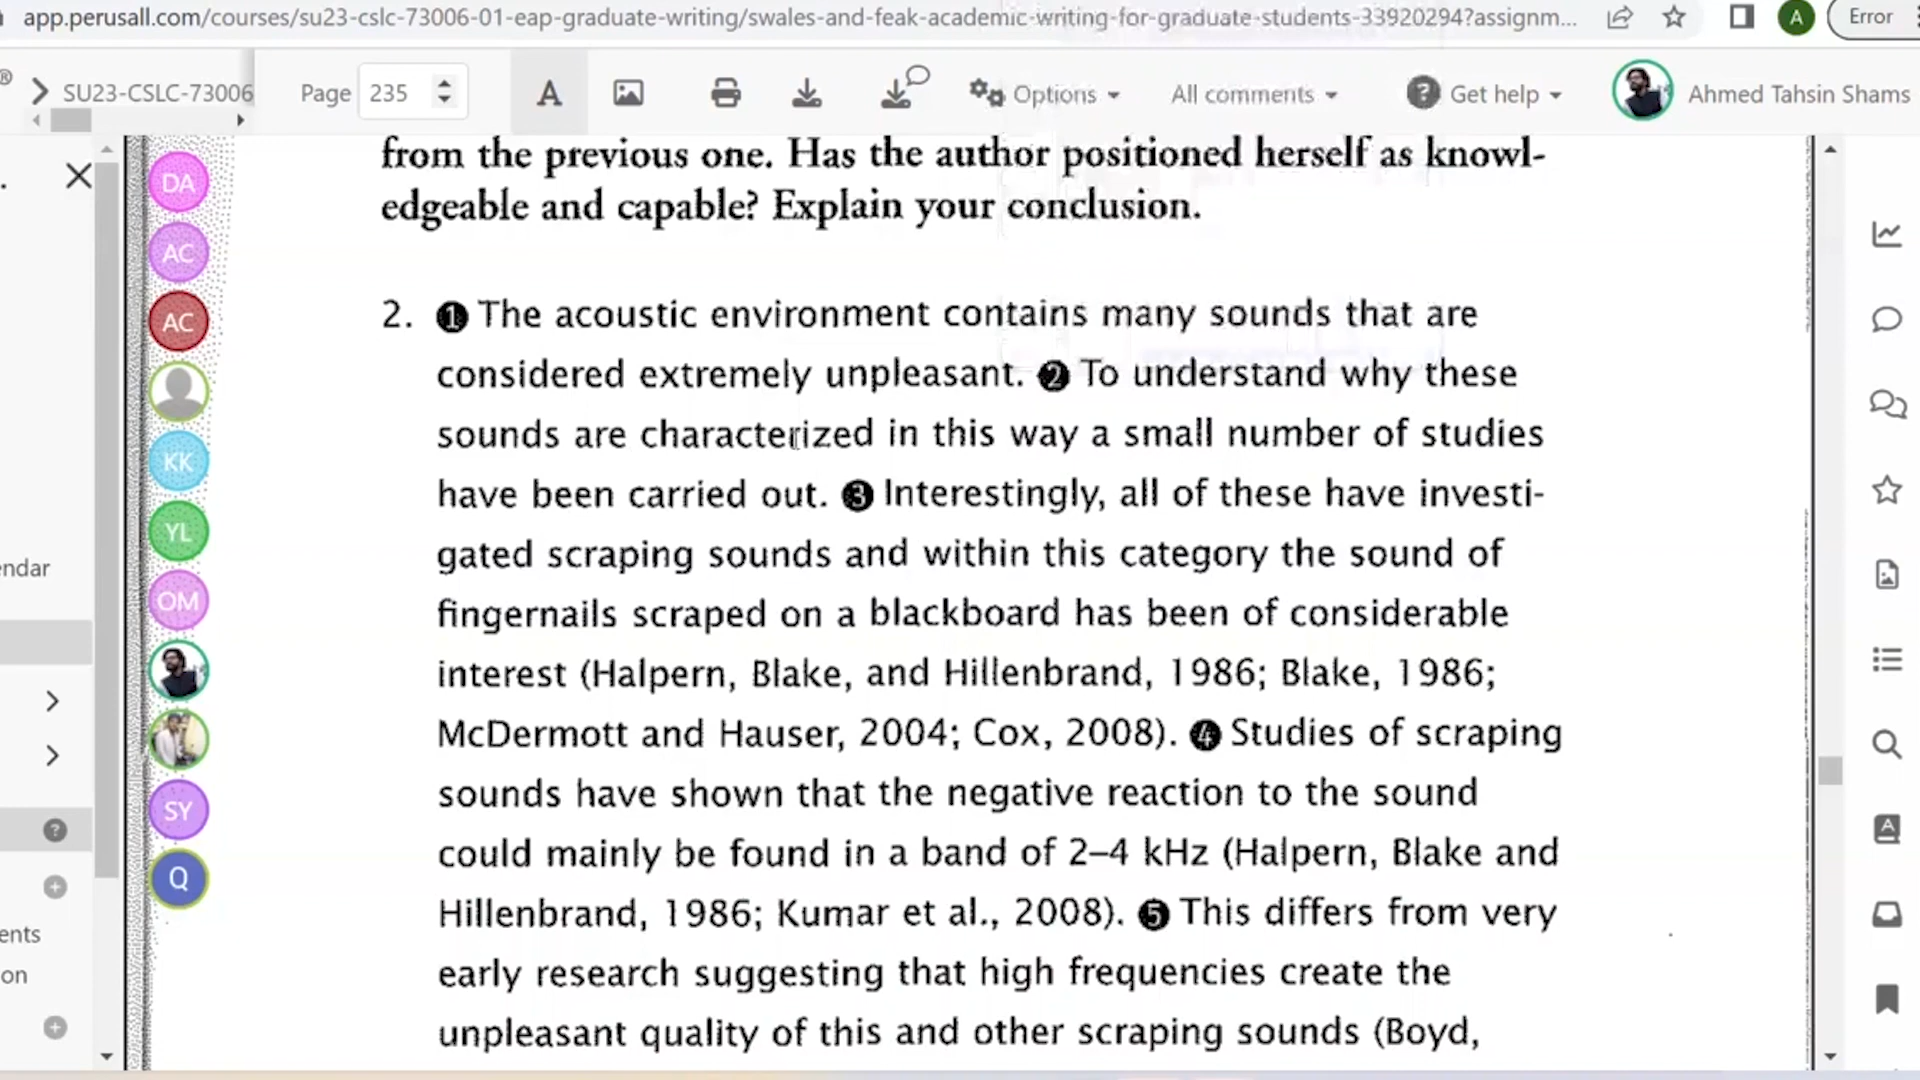 app.perusall.com/courses/su23-cslc-73006-01-eap-graduate-writing/swales-and-feak-academic-writing-for-graduate-students-33920294?assignm...
A
Error
SU23-CSLC-73006
Page 235
A
Options
All comments
? Get help
Ahmed Tahsin Shams
from the previous one. Has the author positioned herself as knowl-
edgeable and capable? Explain your conclusion.
2. ❶ The acoustic environment contains many sounds that are
considered extremely unpleasant. ❷ To understand why these
sounds are characterized in this way a small number of studies
have been carried out. ❸ Interestingly, all of these have investi-
gated scraping sounds and within this category the sound of
fingernails scraped on a blackboard has been of considerable
interest (Halpern, Blake, and Hillenbrand, 1986; Blake, 1986;
McDermott and Hauser, 2004; Cox, 2008). ❹ Studies of scraping
sounds have shown that the negative reaction to the sound
could mainly be found in a band of 2–4 kHz (Halpern, Blake and
Hillenbrand, 1986; Kumar et al., 2008). ❺ This differs from very
early research suggesting that high frequencies create the
unpleasant quality of this and other scraping sounds (Boyd,
DA
AC
AC
KK
YL
OM
SY
Q
endar
ents
on